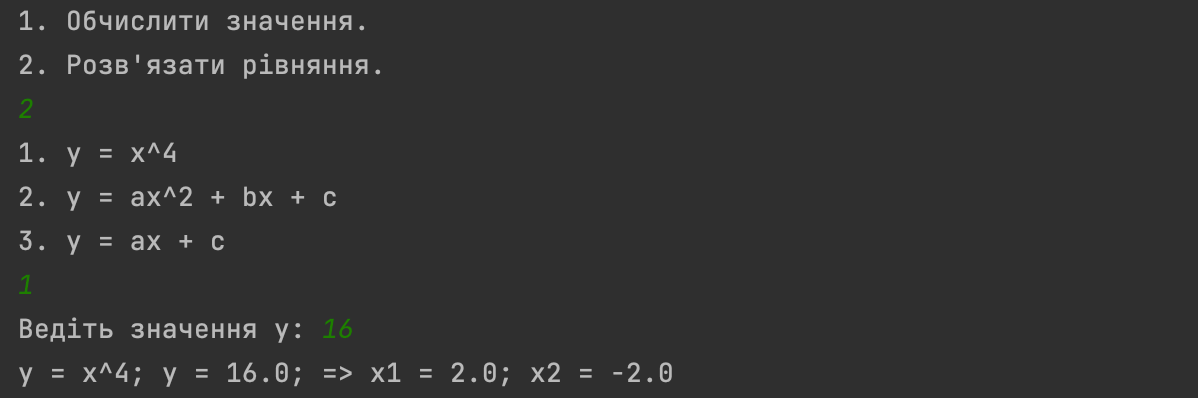 1. Обчислити значення.
2. Розв'язати рівняння.
2
1. y = x^4
2. y = ax^2 + bx + c
3. y = ax + c
1
Ведіть значення y: 16
y = x^4; y = 16.0; => x1 = 2.0; x2 = -2.0